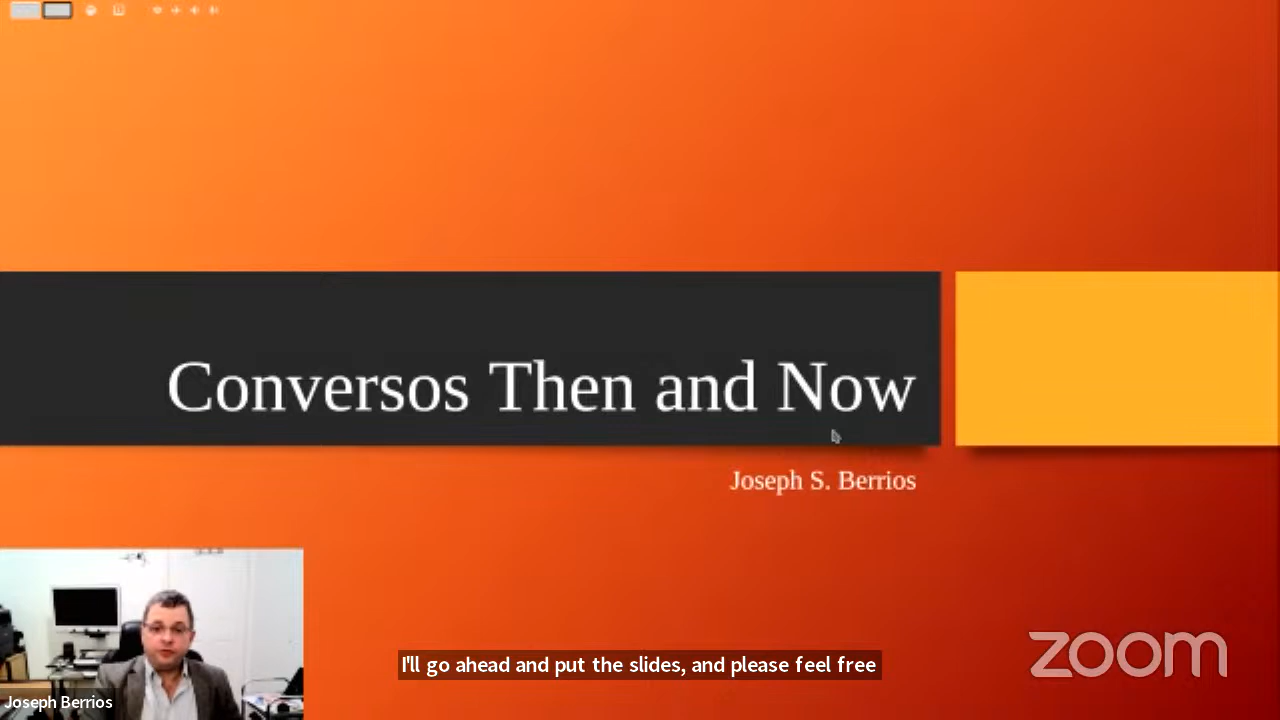 Conversos Then and Now
Joseph S. Berrios
I'll go ahead and put the slides, and please feel free
zoom
Joseph Berrios